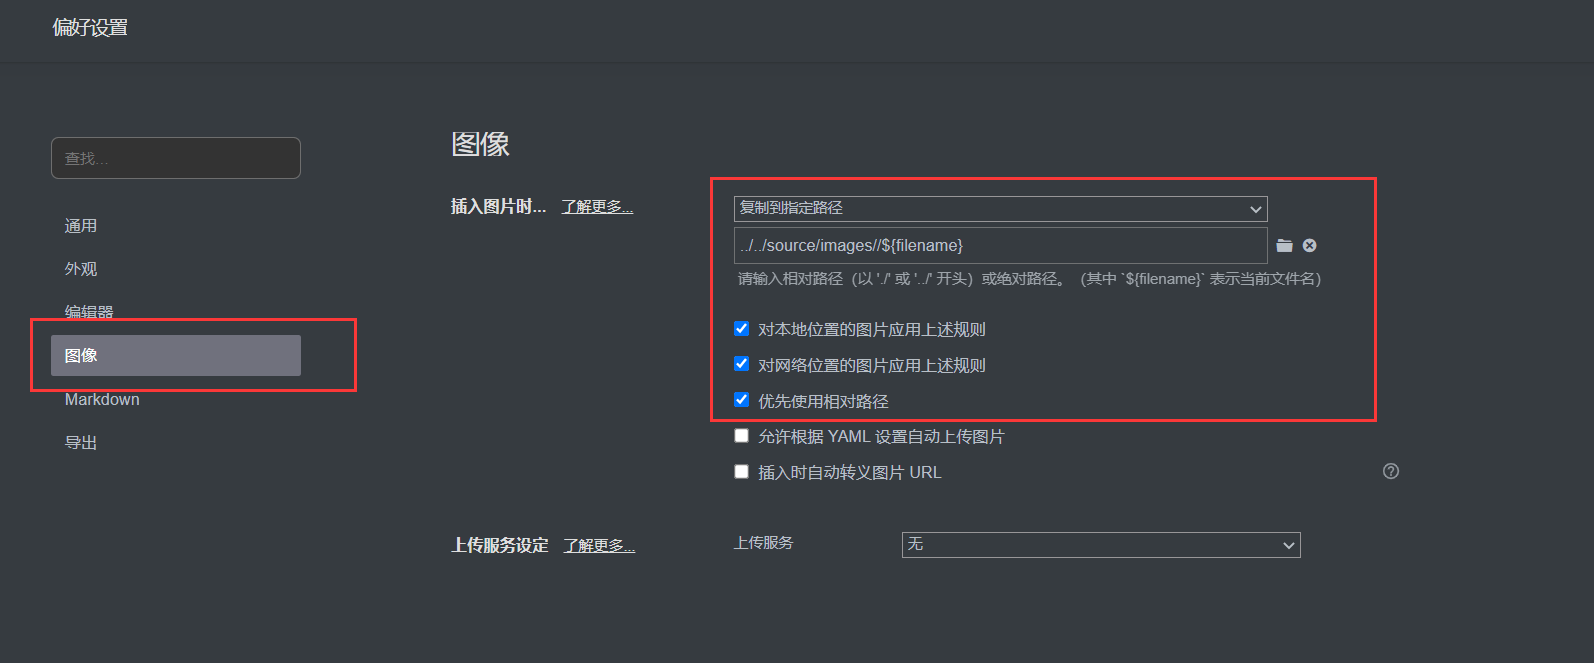 偏好设置
查找...
通用
外观
编辑器
图像
Markdown
导出
图像
插入图片时... 了解更多...
复制到指定路径
../../source/images//${filename}
请输入相对路径（以 './' 或 '../' 开头）或绝对路径。（其中 `${filename}` 表示当前文件名）
对本地位置的图片应用上述规则
对网络位置的图片应用上述规则
优先使用相对路径
允许根据 YAML 设置自动上传图片
插入时自动转义图片 URL
上传服务设定 了解更多...
上传服务 无